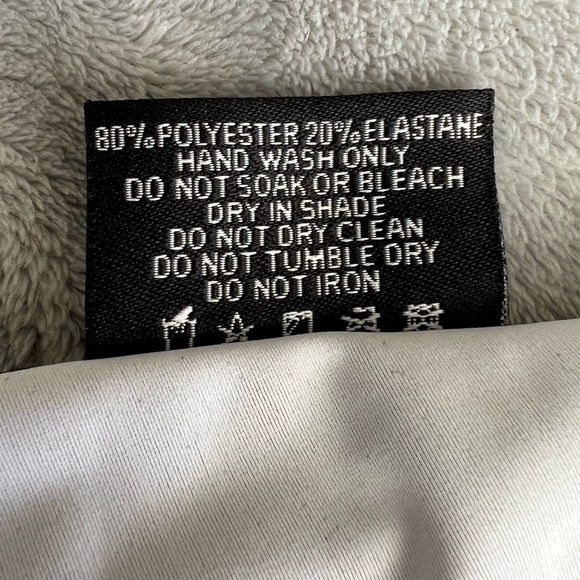 80%POLYESTER 20%ELASTANE
HAND WASH ONLY
DO NOT SOAK OR BLEACH
DRY IN SHADE
DO NOT DRY CLEAN
DO NOT TUMBLE DRY
DO NOT IRON